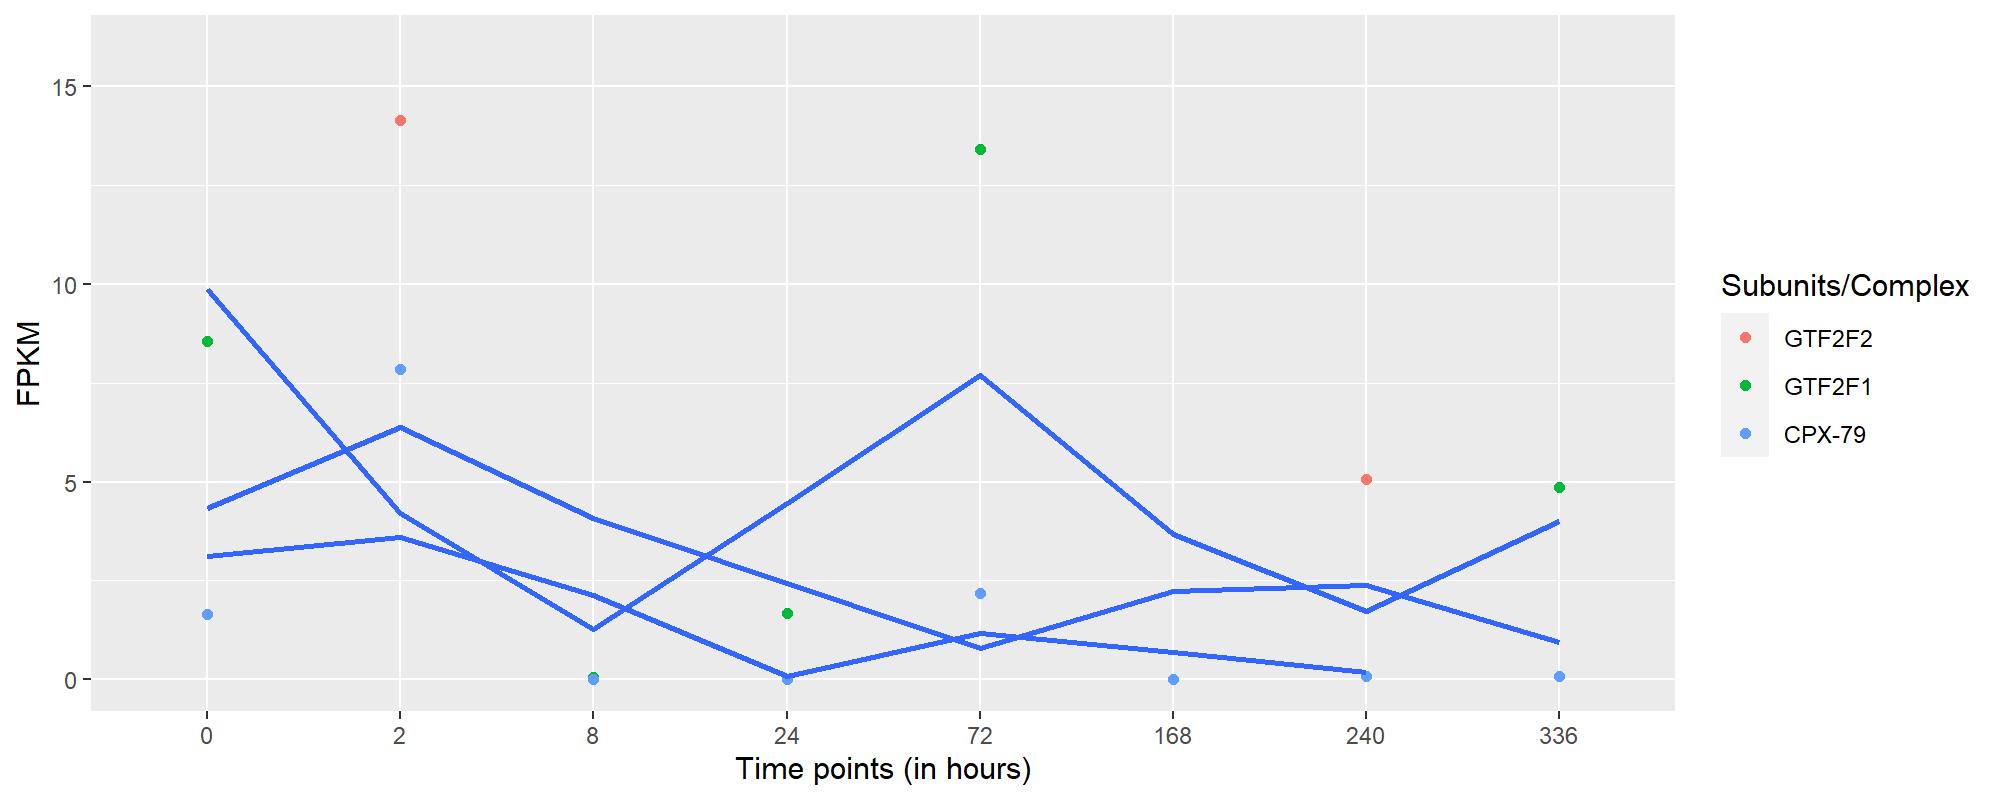 15
10
5
0
FPKM
0 2 8 24 72 168 240 336
Time points (in hours)
Subunits/Complex
GTF2F2
GTF2F1
CPX-79